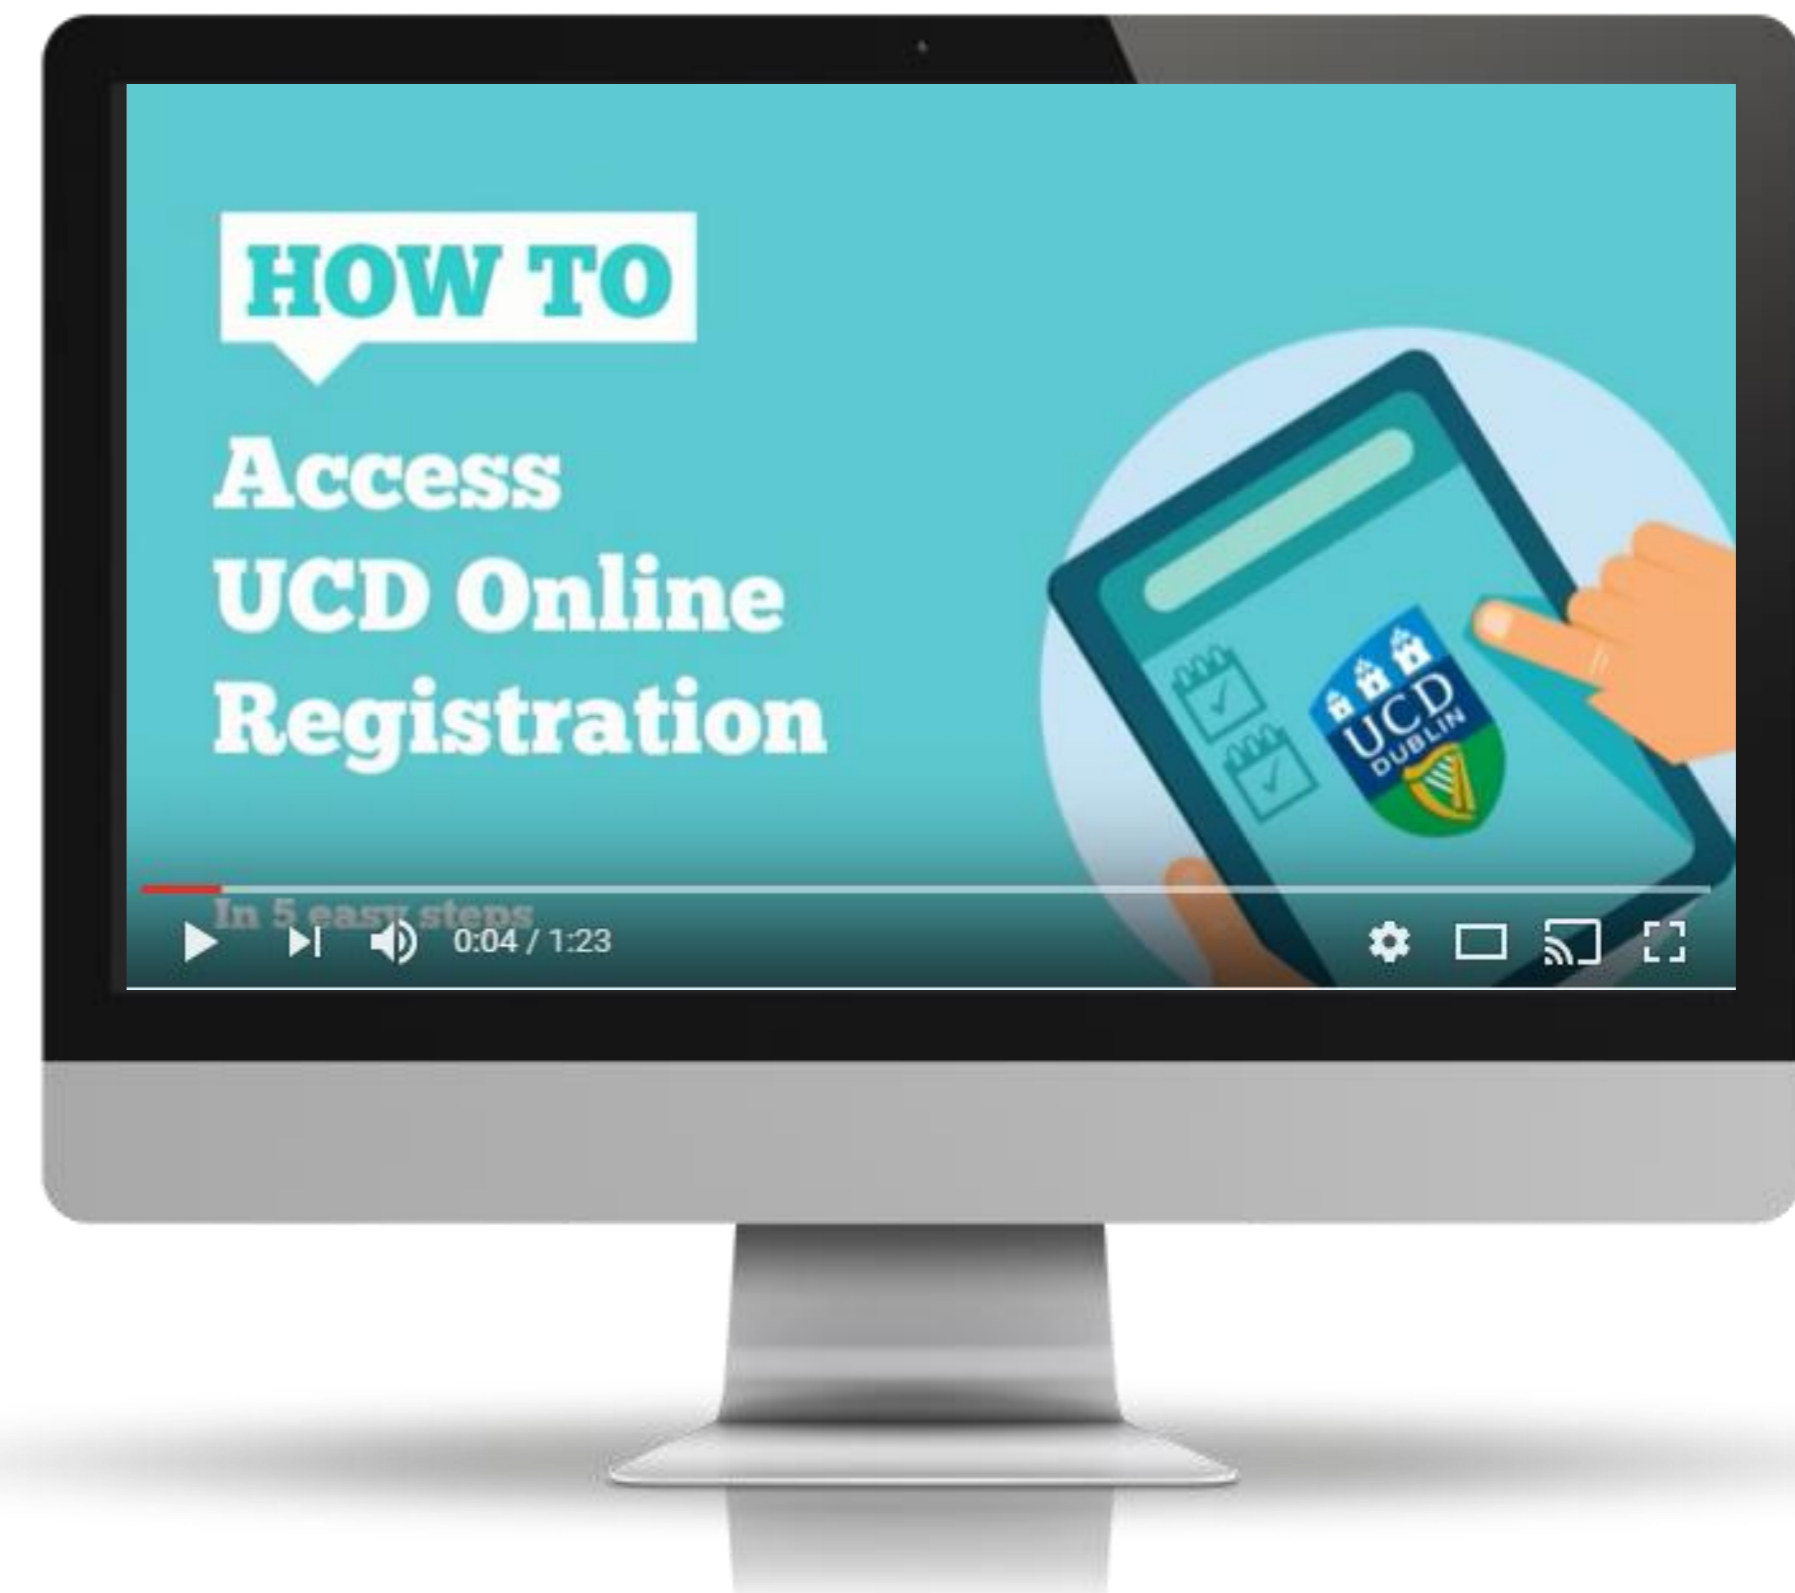 HOW TO
Access
UCD Online
Registration
UCD
DUBLIN
In 5 easy steps
0:04 / 1:23